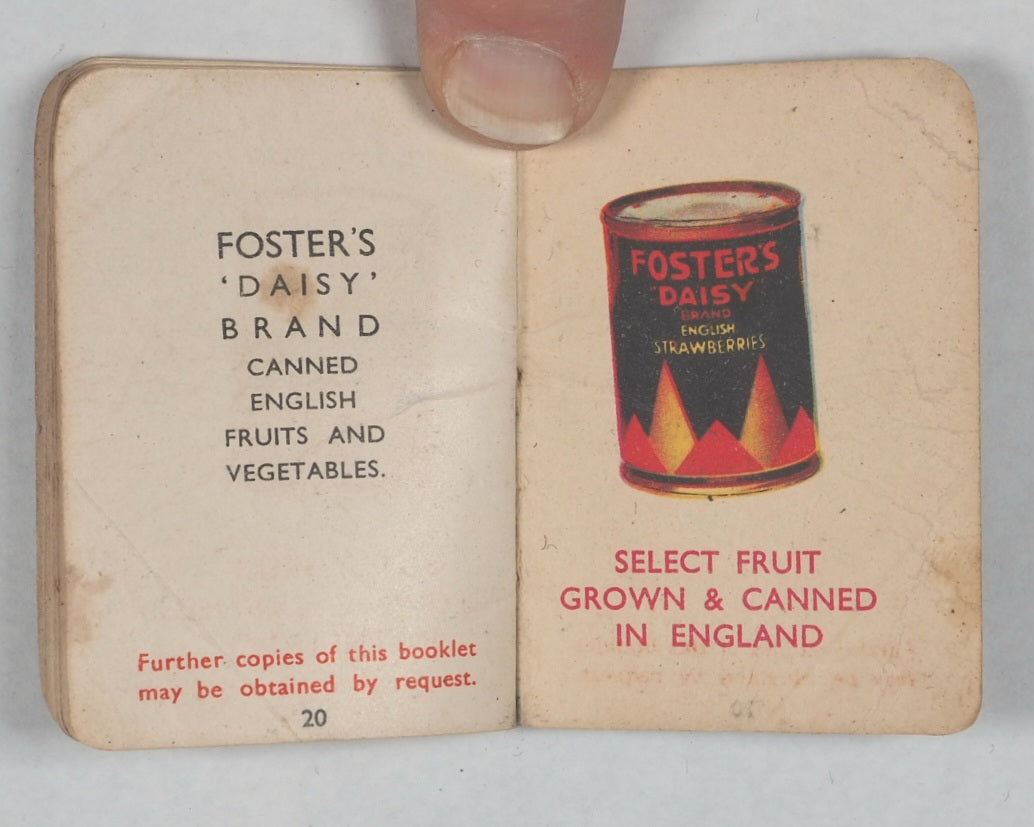 FOSTER'S
'DAISY'
BRAND
CANNED
ENGLISH
FRUITS AND
VEGETABLES.
Further copies of this booklet
may be obtained by request.
20
FOSTER'S
'DAISY'
BRAND
ENGLISH
STRAWBERRIES
SELECT FRUIT
GROWN & CANNED
IN ENGLAND